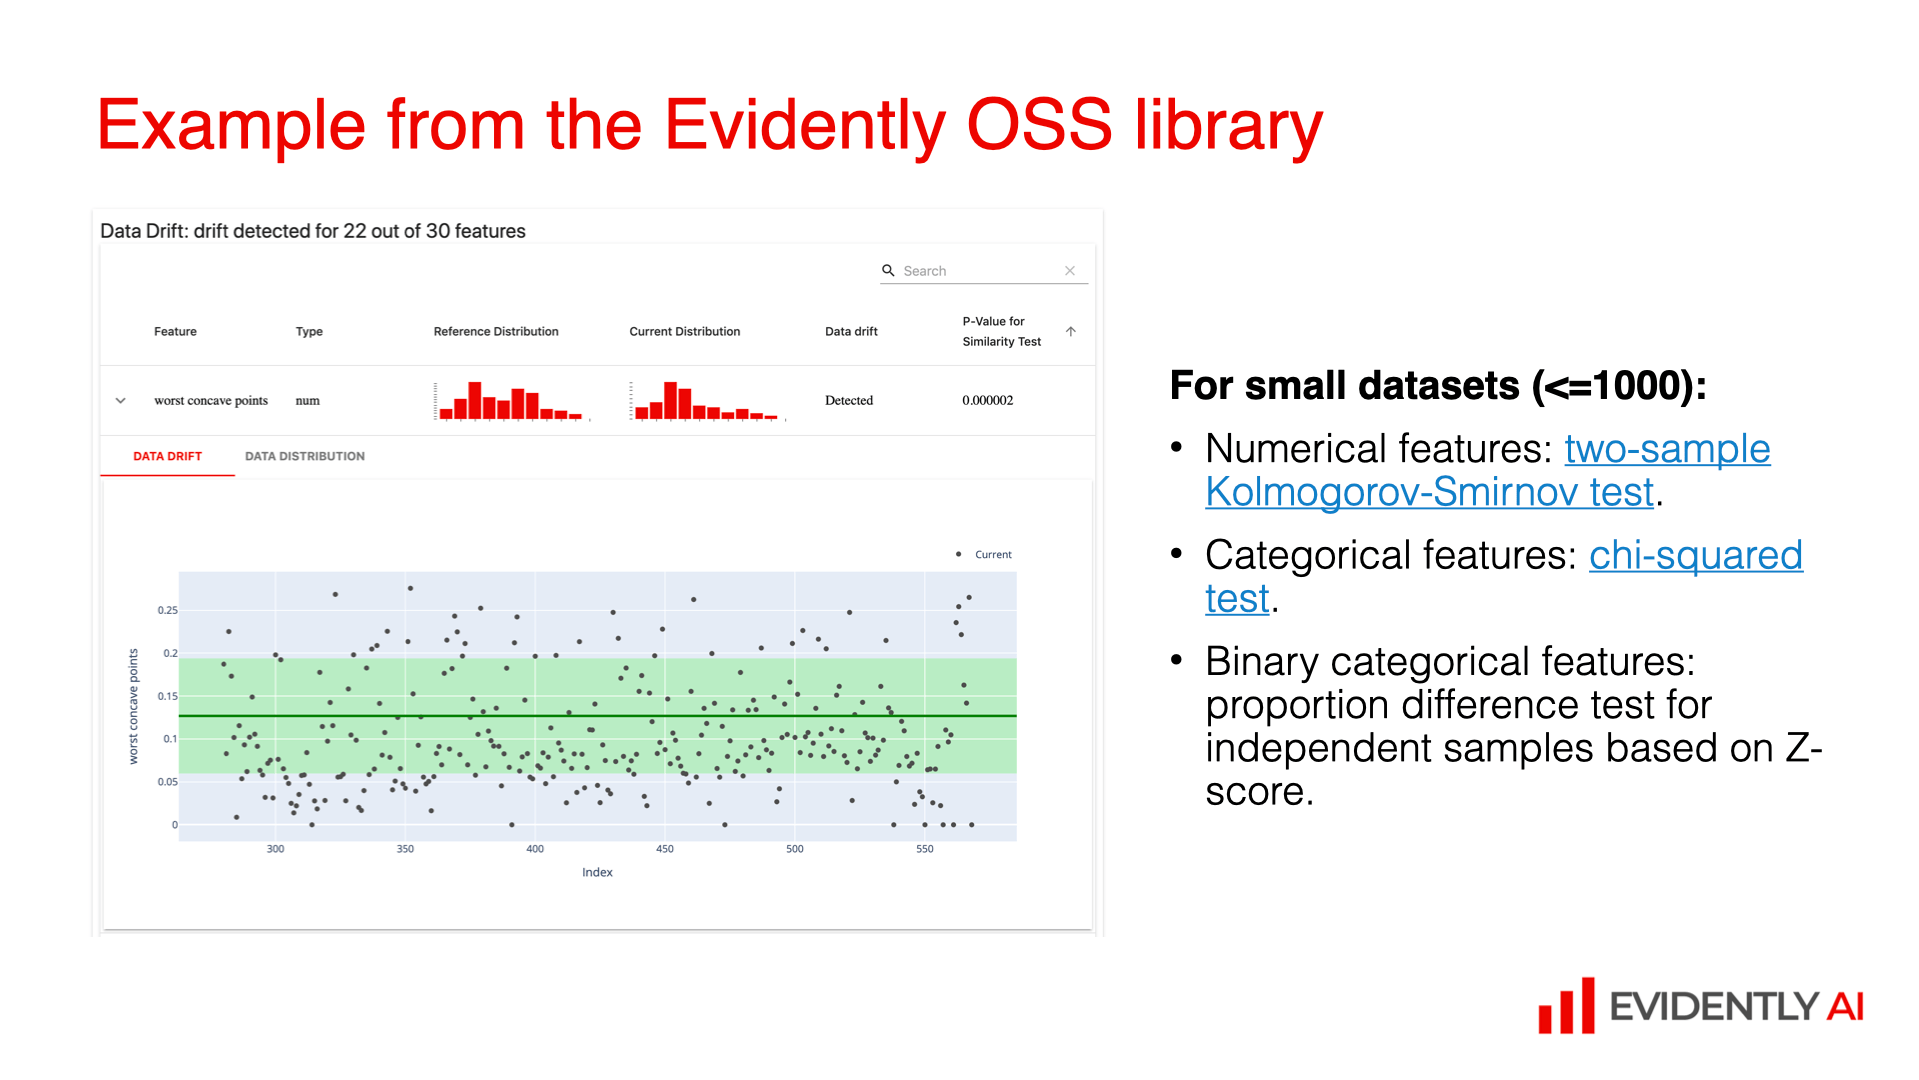 Example from the Evidently OSS library
Data Drift: drift detected for 22 out of 30 features
Search
Feature
Type
Reference Distribution
Current Distribution
Data drift
P-Value for
Similarity Test
worst concave points
num
Detected
0.000002
DATA DRIFT
DATA DISTRIBUTION
Current
worst concave points
0.25
0.2
0.15
0.1
0.05
0
300
350
400
450
500
550
Index
For small datasets (<=1000):
• Numerical features: two-sample
Kolmogorov-Smirnov test.
• Categorical features: chi-squared
test.
• Binary categorical features:
proportion difference test for
independent samples based on Z-
score.
EVIDENTLY AI